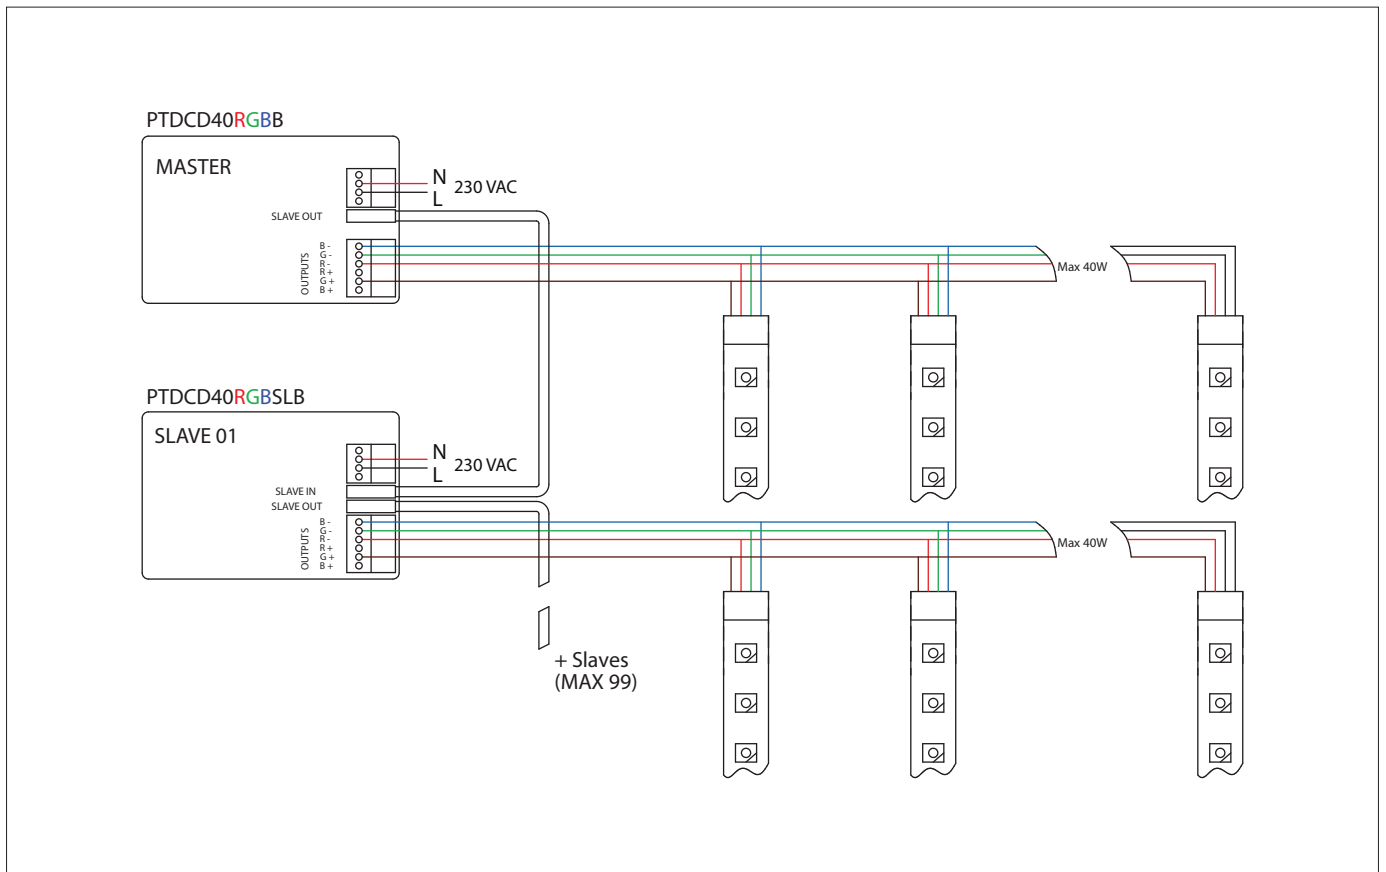 PTDCD40RGBB
MASTER
N
230 VAC
L
SLAVE OUT
OUTPUTS
B -
G -
R -
R +
G +
B +
Max 40W
PTDCD40RGBSLB
SLAVE 01
N
230 VAC
L
SLAVE IN
SLAVE OUT
OUTPUTS
B -
G -
R -
R +
G +
B +
Max 40W
+ Slaves
(MAX 99)